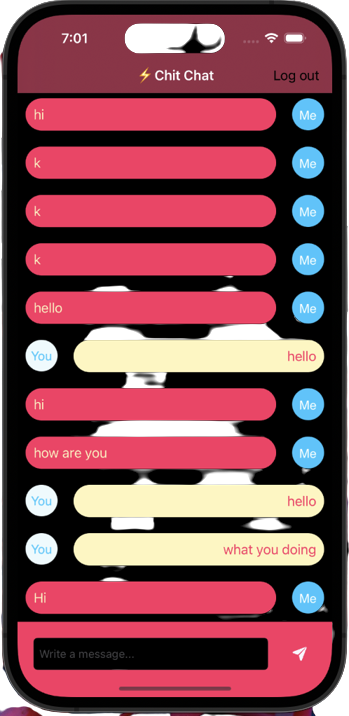 7:01
⚡Chit Chat
Log out
hi
Me
k
Me
k
Me
k
Me
hello
Me
You
hello
hi
Me
how are you
Me
You
hello
You
what you doing
Hi
Me
Write a message...